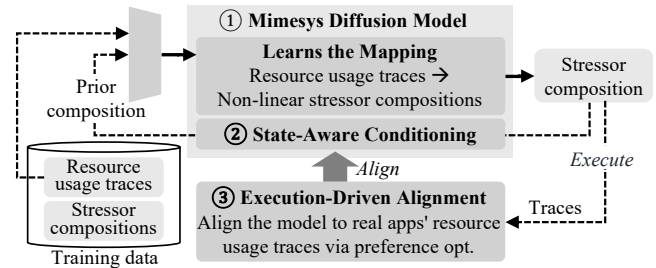 ① Mimesys Diffusion Model
Learns the Mapping
Resource usage traces →
Non-linear stressor compositions
Prior
composition
Stressor
composition
② State-Aware Conditioning
Align
Execute
Resource
usage traces
Stressor
compositions
Training data
③ Execution-Driven Alignment
Align the model to real apps' resource
usage traces via preference opt.
Traces